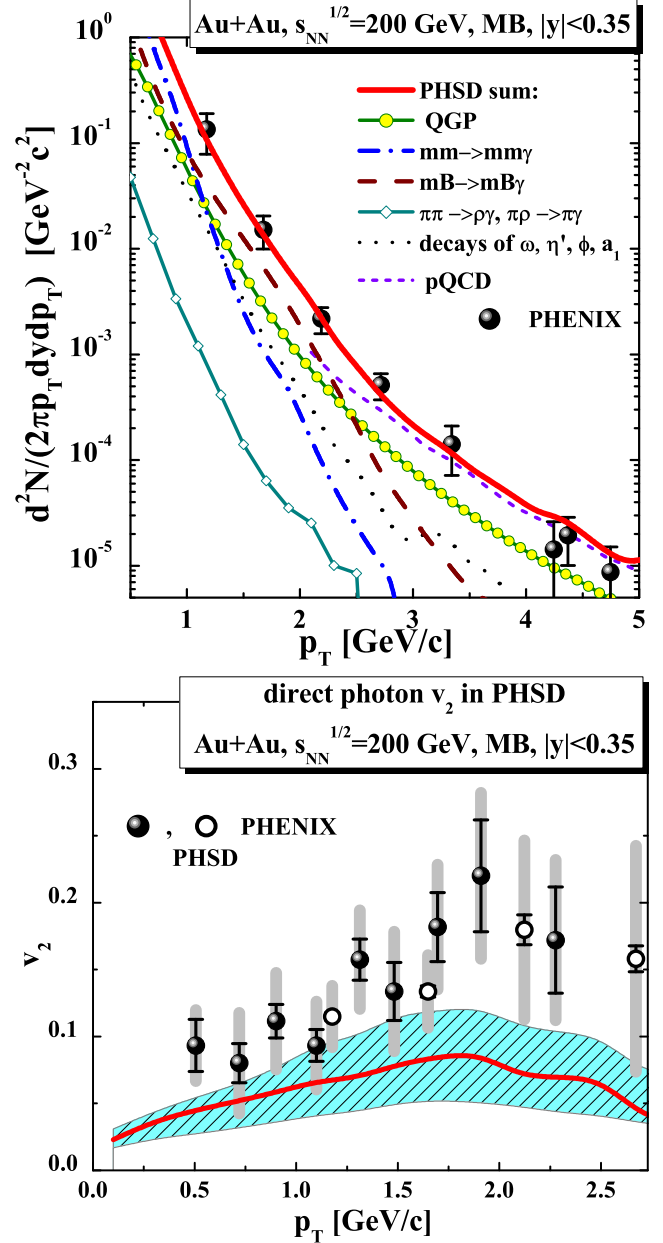 Au+Au, s_NN^1/2=200 GeV, MB, |y|<0.35
10^0
10^-1
10^-2
10^-3
10^-4
10^-5
d^2N/(2πp_T dydp_T) [GeV^-2c^2]
PHSD sum:
QGP
mm->mmγ
mB->mBγ
ππ ->ργ, πρ ->πγ
decays of ω, η', ϕ, a_1
pQCD
PHENIX
1 2 3 4 5
p_T [GeV/c]
direct photon v_2 in PHSD
Au+Au, s_NN^1/2=200 GeV, MB, |y|<0.35
0.3
0.2
0.1
0.0
v_2
, PHENIX
PHSD
0.0 0.5 1.0 1.5 2.0 2.5
p_T [GeV/c]